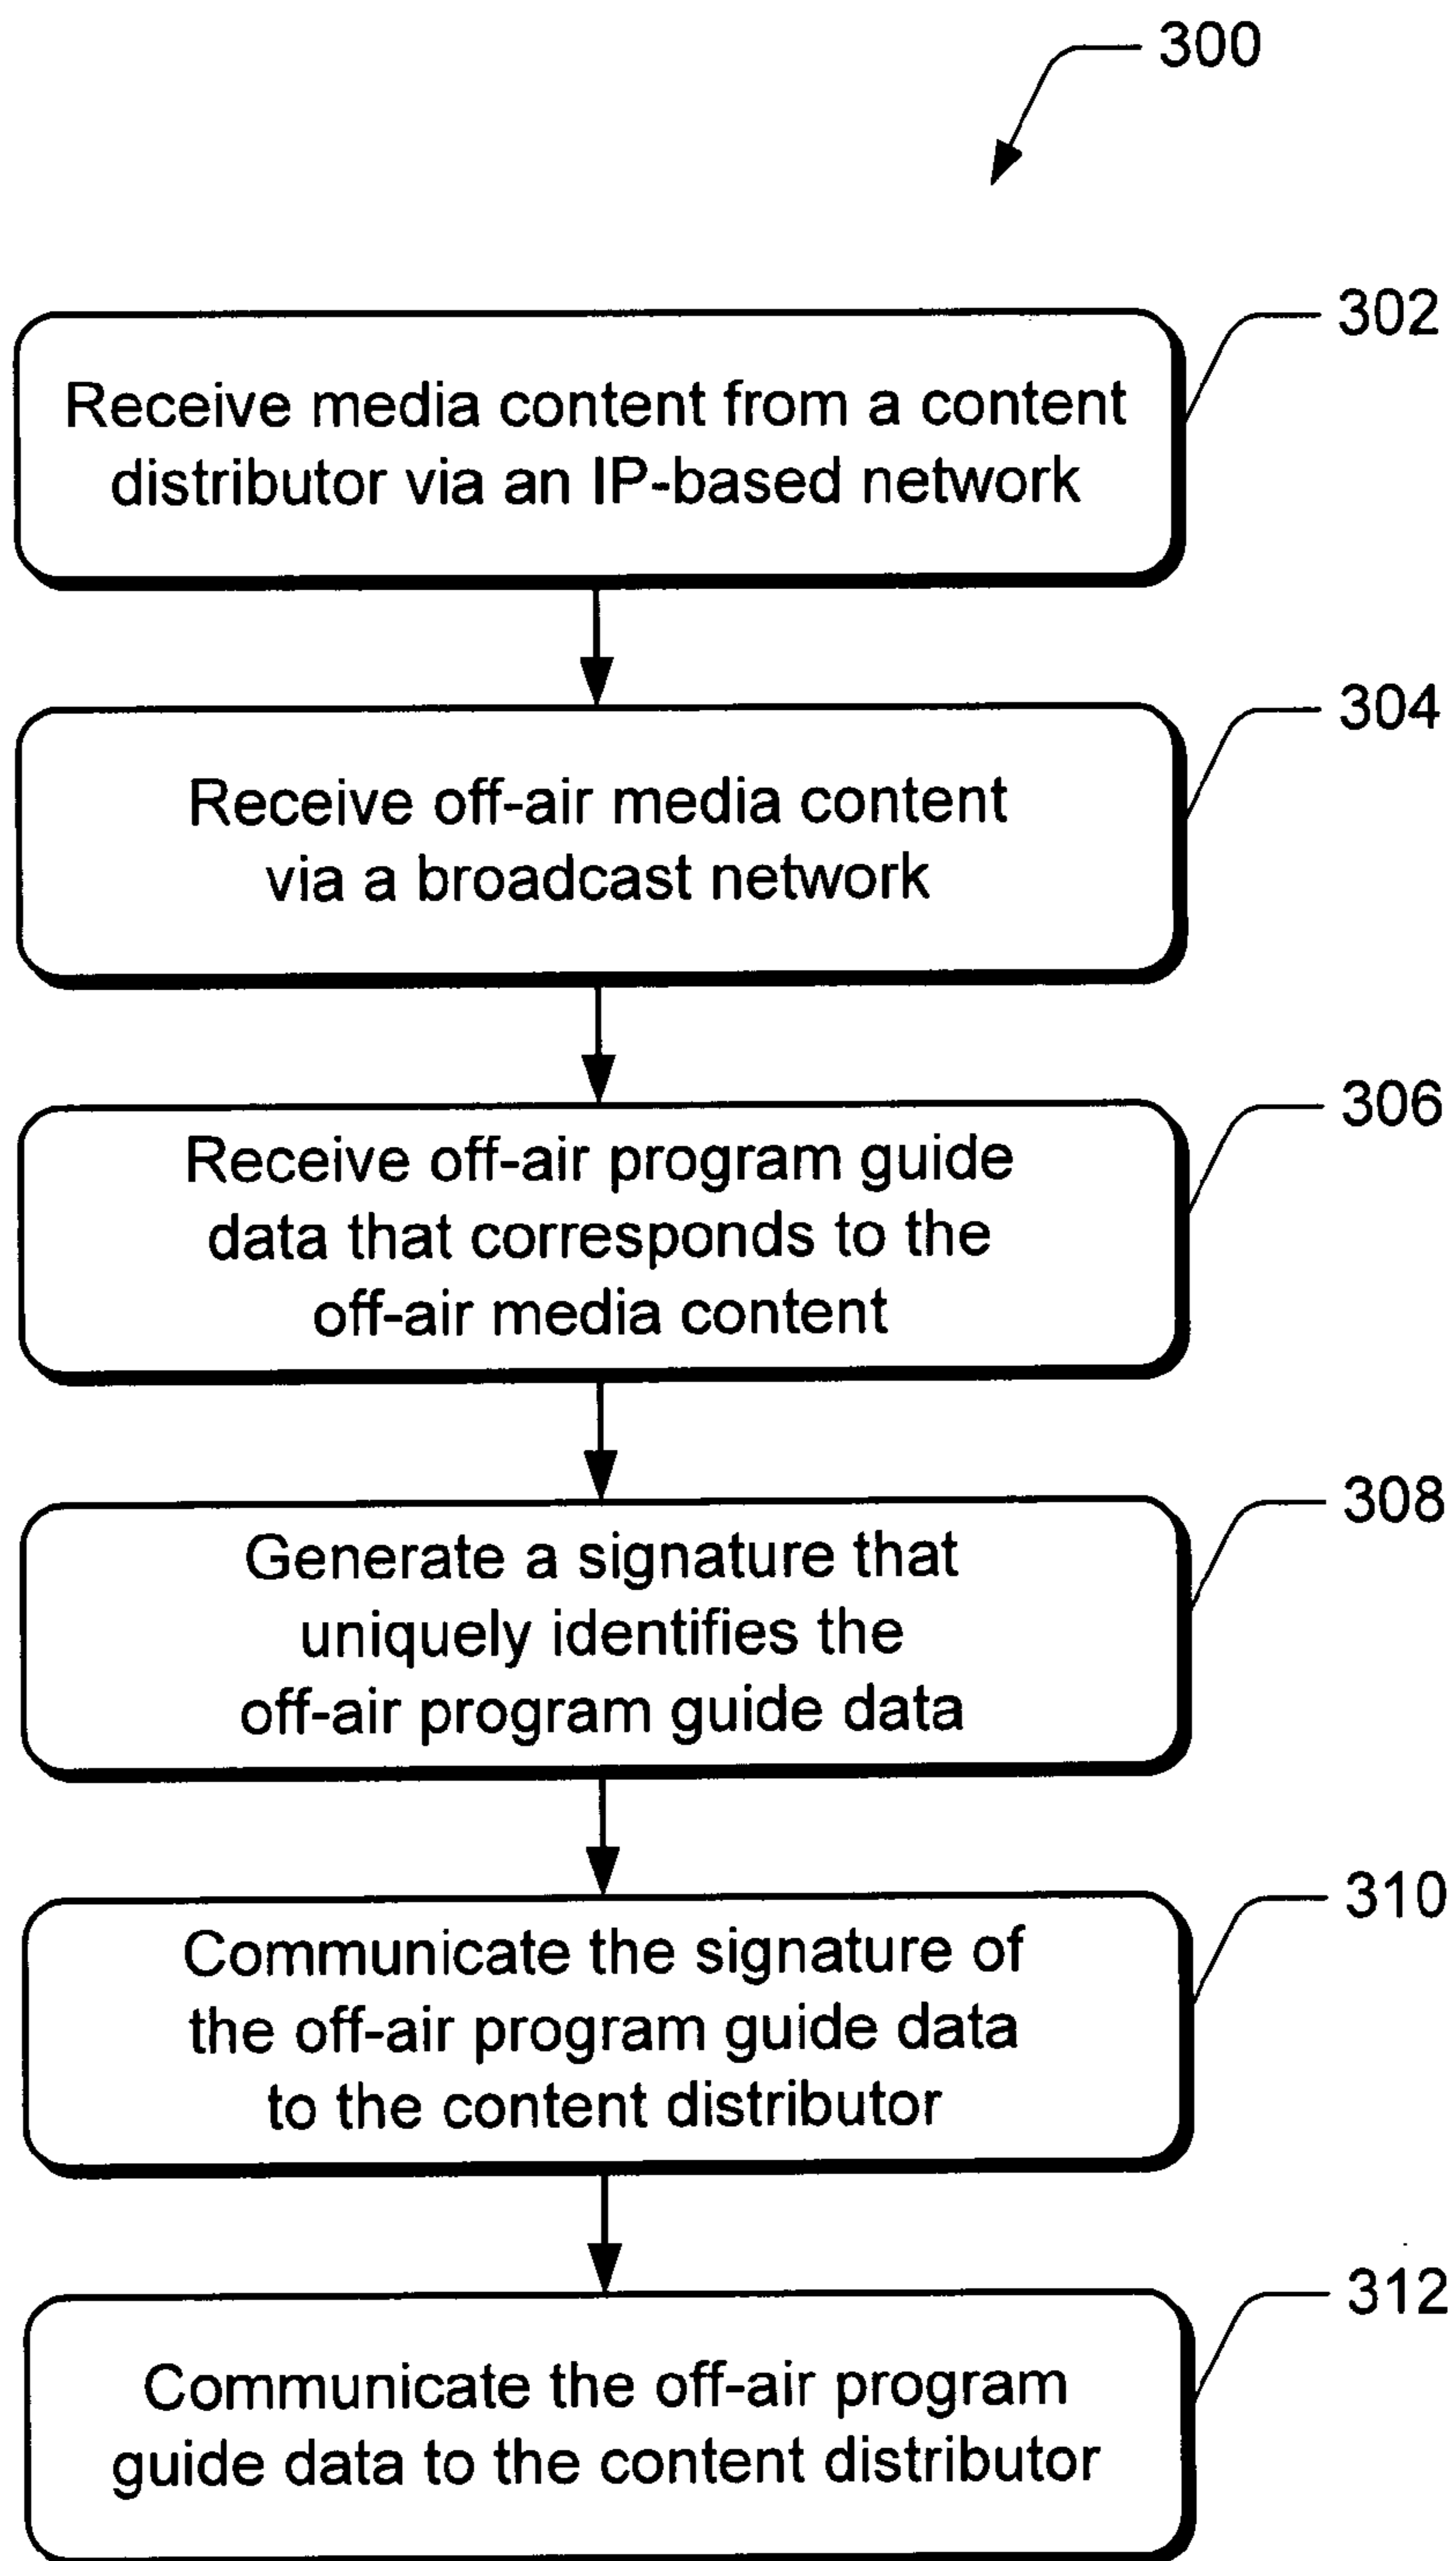 300
302
Receive media content from a content
distributor via an IP-based network
304
Receive off-air media content
via a broadcast network
306
Receive off-air program guide
data that corresponds to the
off-air media content
308
Generate a signature that
uniquely identifies the
off-air program guide data
310
Communicate the signature of
the off-air program guide data
to the content distributor
312
Communicate the off-air program
guide data to the content distributor